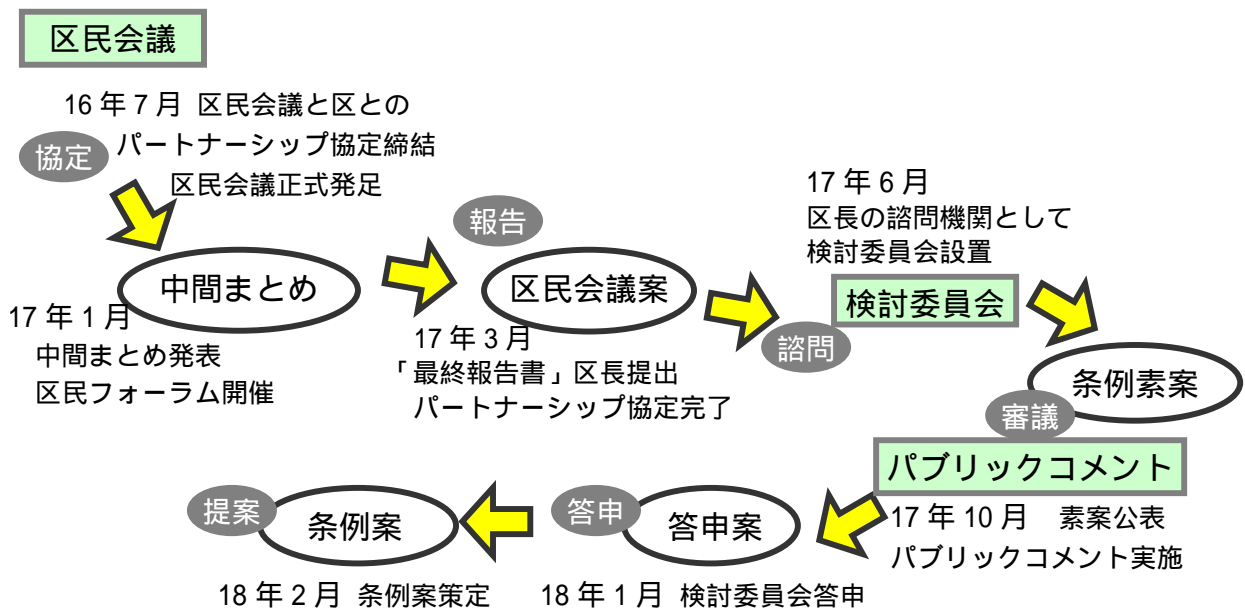 区民会議
16年7月 区民会議と区との
パートナーシップ協定締結
区民会議正式発足
協定
中間まとめ
17年1月
中間まとめ発表
区民フォーラム開催
報告
区民会議案
17年3月
「最終報告書」区長提出
パートナーシップ協定完了
諮問
17年6月
区長の諮問機関として
検討委員会設置
検討委員会
条例素案
審議
パブリックコメント
17年10月 素案公表
パブリックコメント実施
答申
答申案
18年1月 検討委員会答申
提案
条例案
18年2月 条例案策定